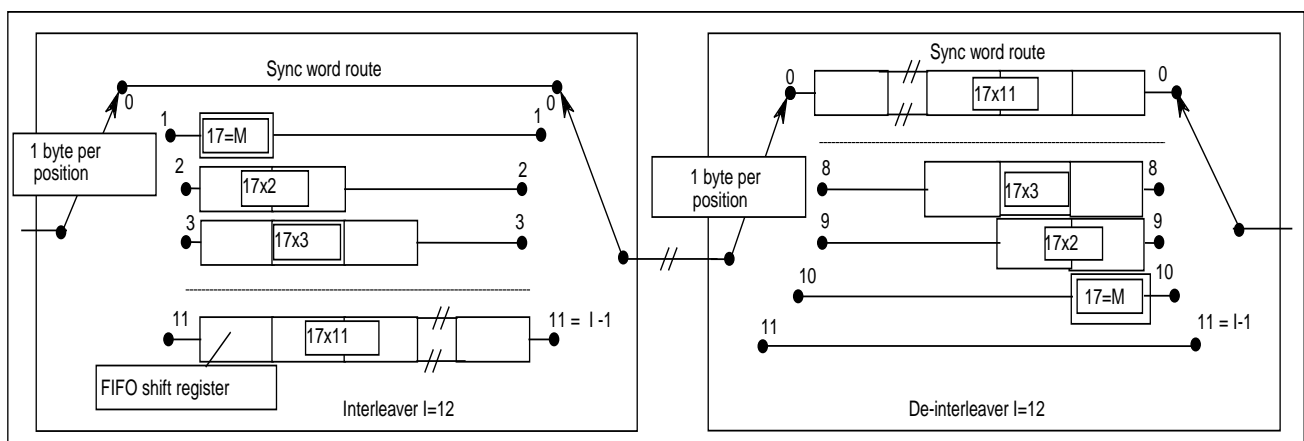 Sync word route
0
0
1
17=M
1
1 byte per
position
2
17x2
2
3
17x3
3
11
17x11
11 = I -1
FIFO shift register
Interleaver I=12
Sync word route
0
17x11
0
1 byte per
position
8
17x3
8
9
17x2
9
10
17=M
10
11
11 = I-1
De-interleaver I=12